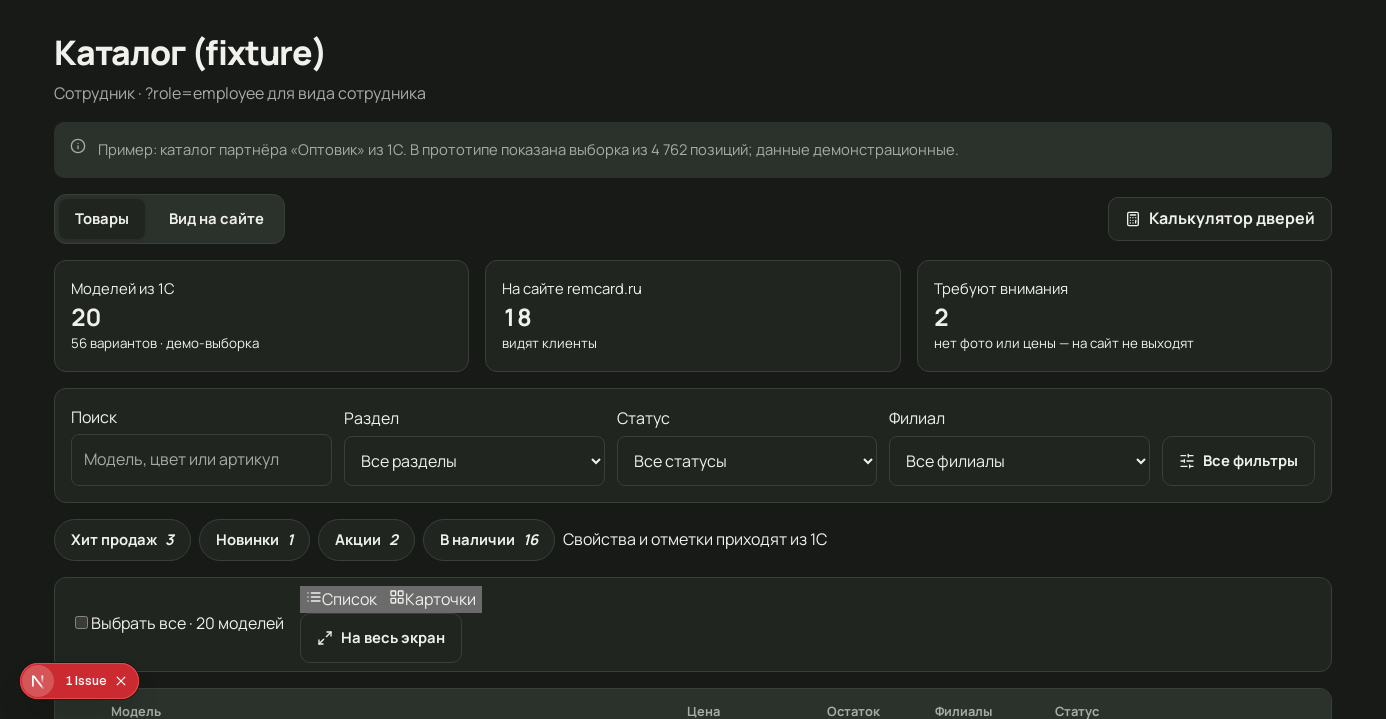 Каталог (fixture)
Сотрудник · ?role=employee для вида сотрудника
Пример: каталог партнёра «Оптовик» из 1С. В прототипе показана выборка из 4 762 позиций; данные демонстрационные.
Товары
Вид на сайте
Калькулятор дверей
Моделей из 1С
20
56 вариантов · демо-выборка
На сайте remcard.ru
18
видят клиенты
Требуют внимания
2
нет фото или цены — на сайт не выходят
Поиск
Модель, цвет или артикул
Раздел
Все разделы
Статус
Все статусы
Филиал
Все филиалы
Все фильтры
Хит продаж 3
Новинки 1
Акции 2
В наличии 16
Свойства и отметки приходят из 1С
Выбрать все · 20 моделей
Список
Карточки
На весь экран
N 1 Issue
Модель Цена Остаток Филиалы Статус